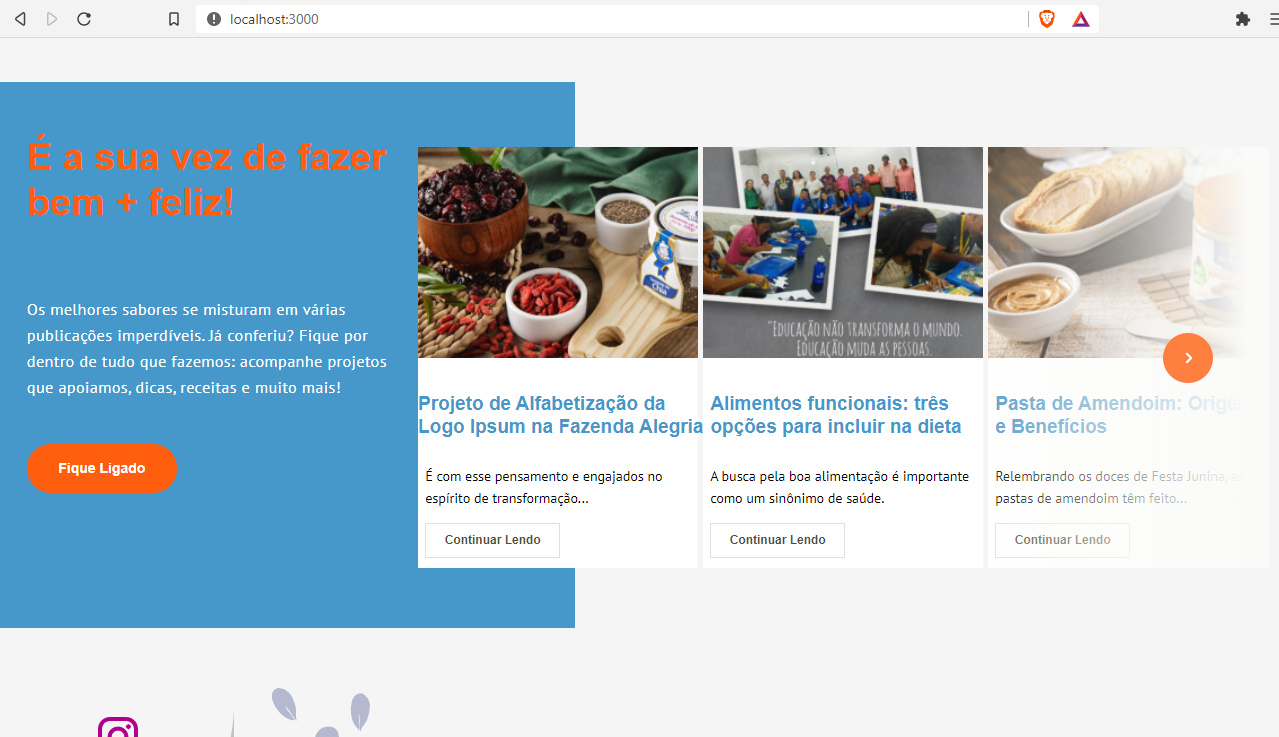 localhost:3000
É a sua vez de fazer
bem + feliz!
Os melhores sabores se misturam em várias
publicações imperdíveis. Já conferiu? Fique por
dentro de tudo que fazemos: acompanhe projetos
que apoiamos, dicas, receitas e muito mais!
Fique Ligado
Chia
Projeto de Alfabetização da
Logo Ipsum na Fazenda Alegria
É com esse pensamento e engajados no
espírito de transformação...
Continuar Lendo
"EDUCAÇÃO NÃO TRANSFORMA O MUNDO.
EDUCAÇÃO MUDA AS PESSOAS.
Alimentos funcionais: três
opções para incluir na dieta
A busca pela boa alimentação é importante
como um sinônimo de saúde.
Continuar Lendo
Pasta de Amendoim: Origem
e Benefícios
Relembrando os doces de Festa Junina, as
pastas de amendoim têm feito...
Continuar Lendo